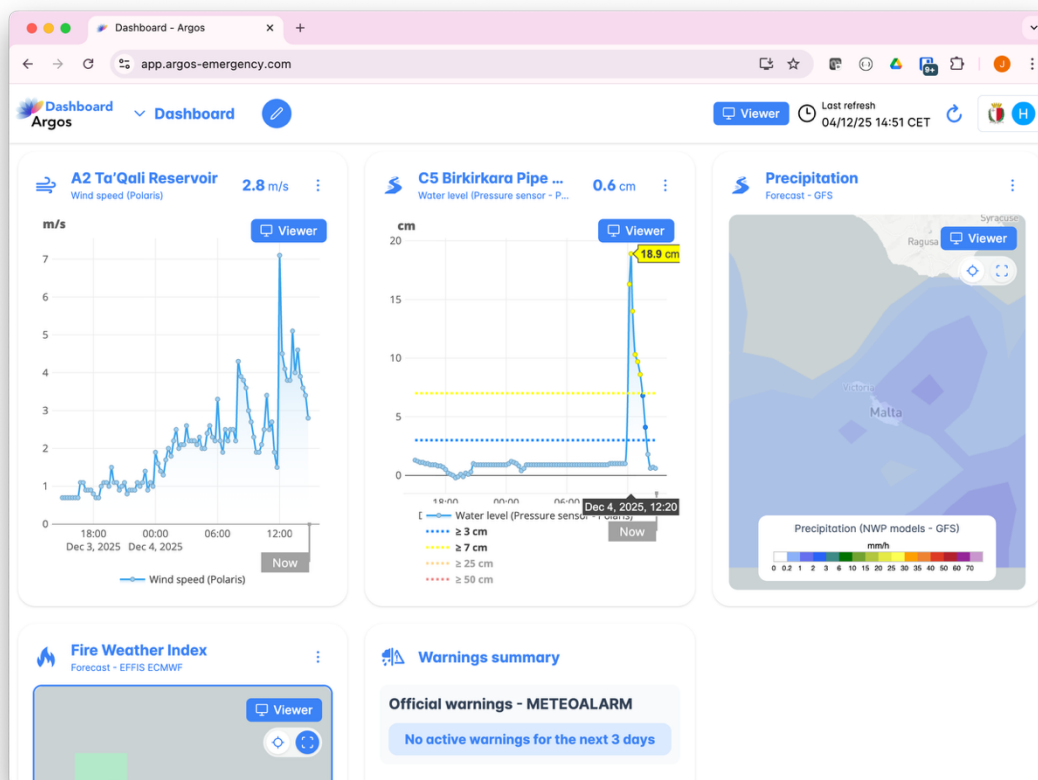 Dashboard - Argos
app.argos-emergency.com
9+
J
Dashboard
Argos
Dashboard
Viewer
Last refresh
04/12/25 14:51 CET
H
A2 Ta'Qali Reservoir
Wind speed (Polaris)
2.8 m/s
m/s
Viewer
7
6
5
4
3
2
1
0
18:00
00:00
06:00
12:00
Dec 3, 2025
Dec 4, 2025
Now
Wind speed (Polaris)
C5 Birkirkara Pipe ...
Water level (Pressure sensor - P...
0.6 cm
cm
Viewer
20
18.9 cm
15
10
5
0
18:00
00:00
06:00
Dec 4, 2025, 12:20
Water level (Pressure sensor - Polaris)
Now
≥ 3 cm
≥ 7 cm
≥ 25 cm
≥ 50 cm
Precipitation
Forecast - GFS
Syracuse
Ragusa
Viewer
Victoria
Malta
Precipitation (NWP models - GFS)
mm/h
0 0.2 1 2 3 6 10 15 20 25 30 35 40 50 60 70
Fire Weather Index
Forecast - EFFIS ECMWF
Viewer
Warnings summary
Official warnings - METEOALARM
No active warnings for the next 3 days